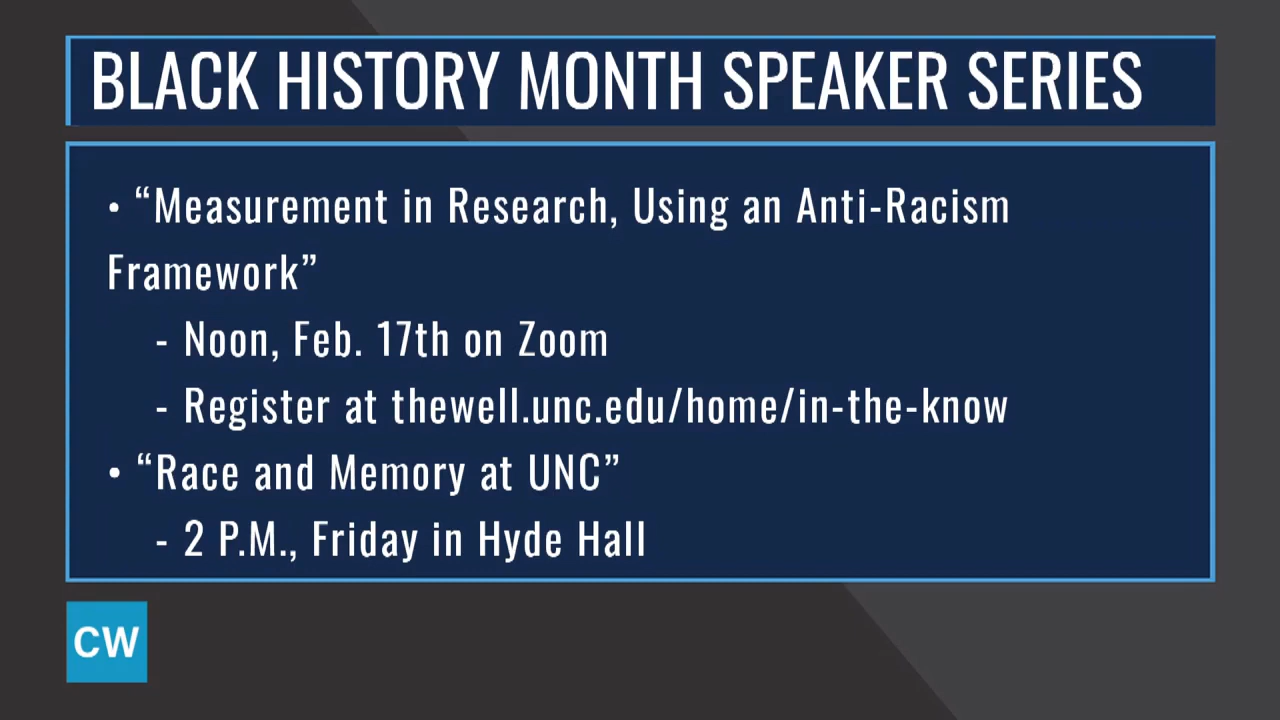 BLACK HISTORY MONTH SPEAKER SERIES
• “Measurement in Research, Using an Anti-Racism
Framework”
- Noon, Feb. 17th on Zoom
- Register at thewell.unc.edu/home/in-the-know
• “Race and Memory at UNC”
- 2 P.M., Friday in Hyde Hall
CW